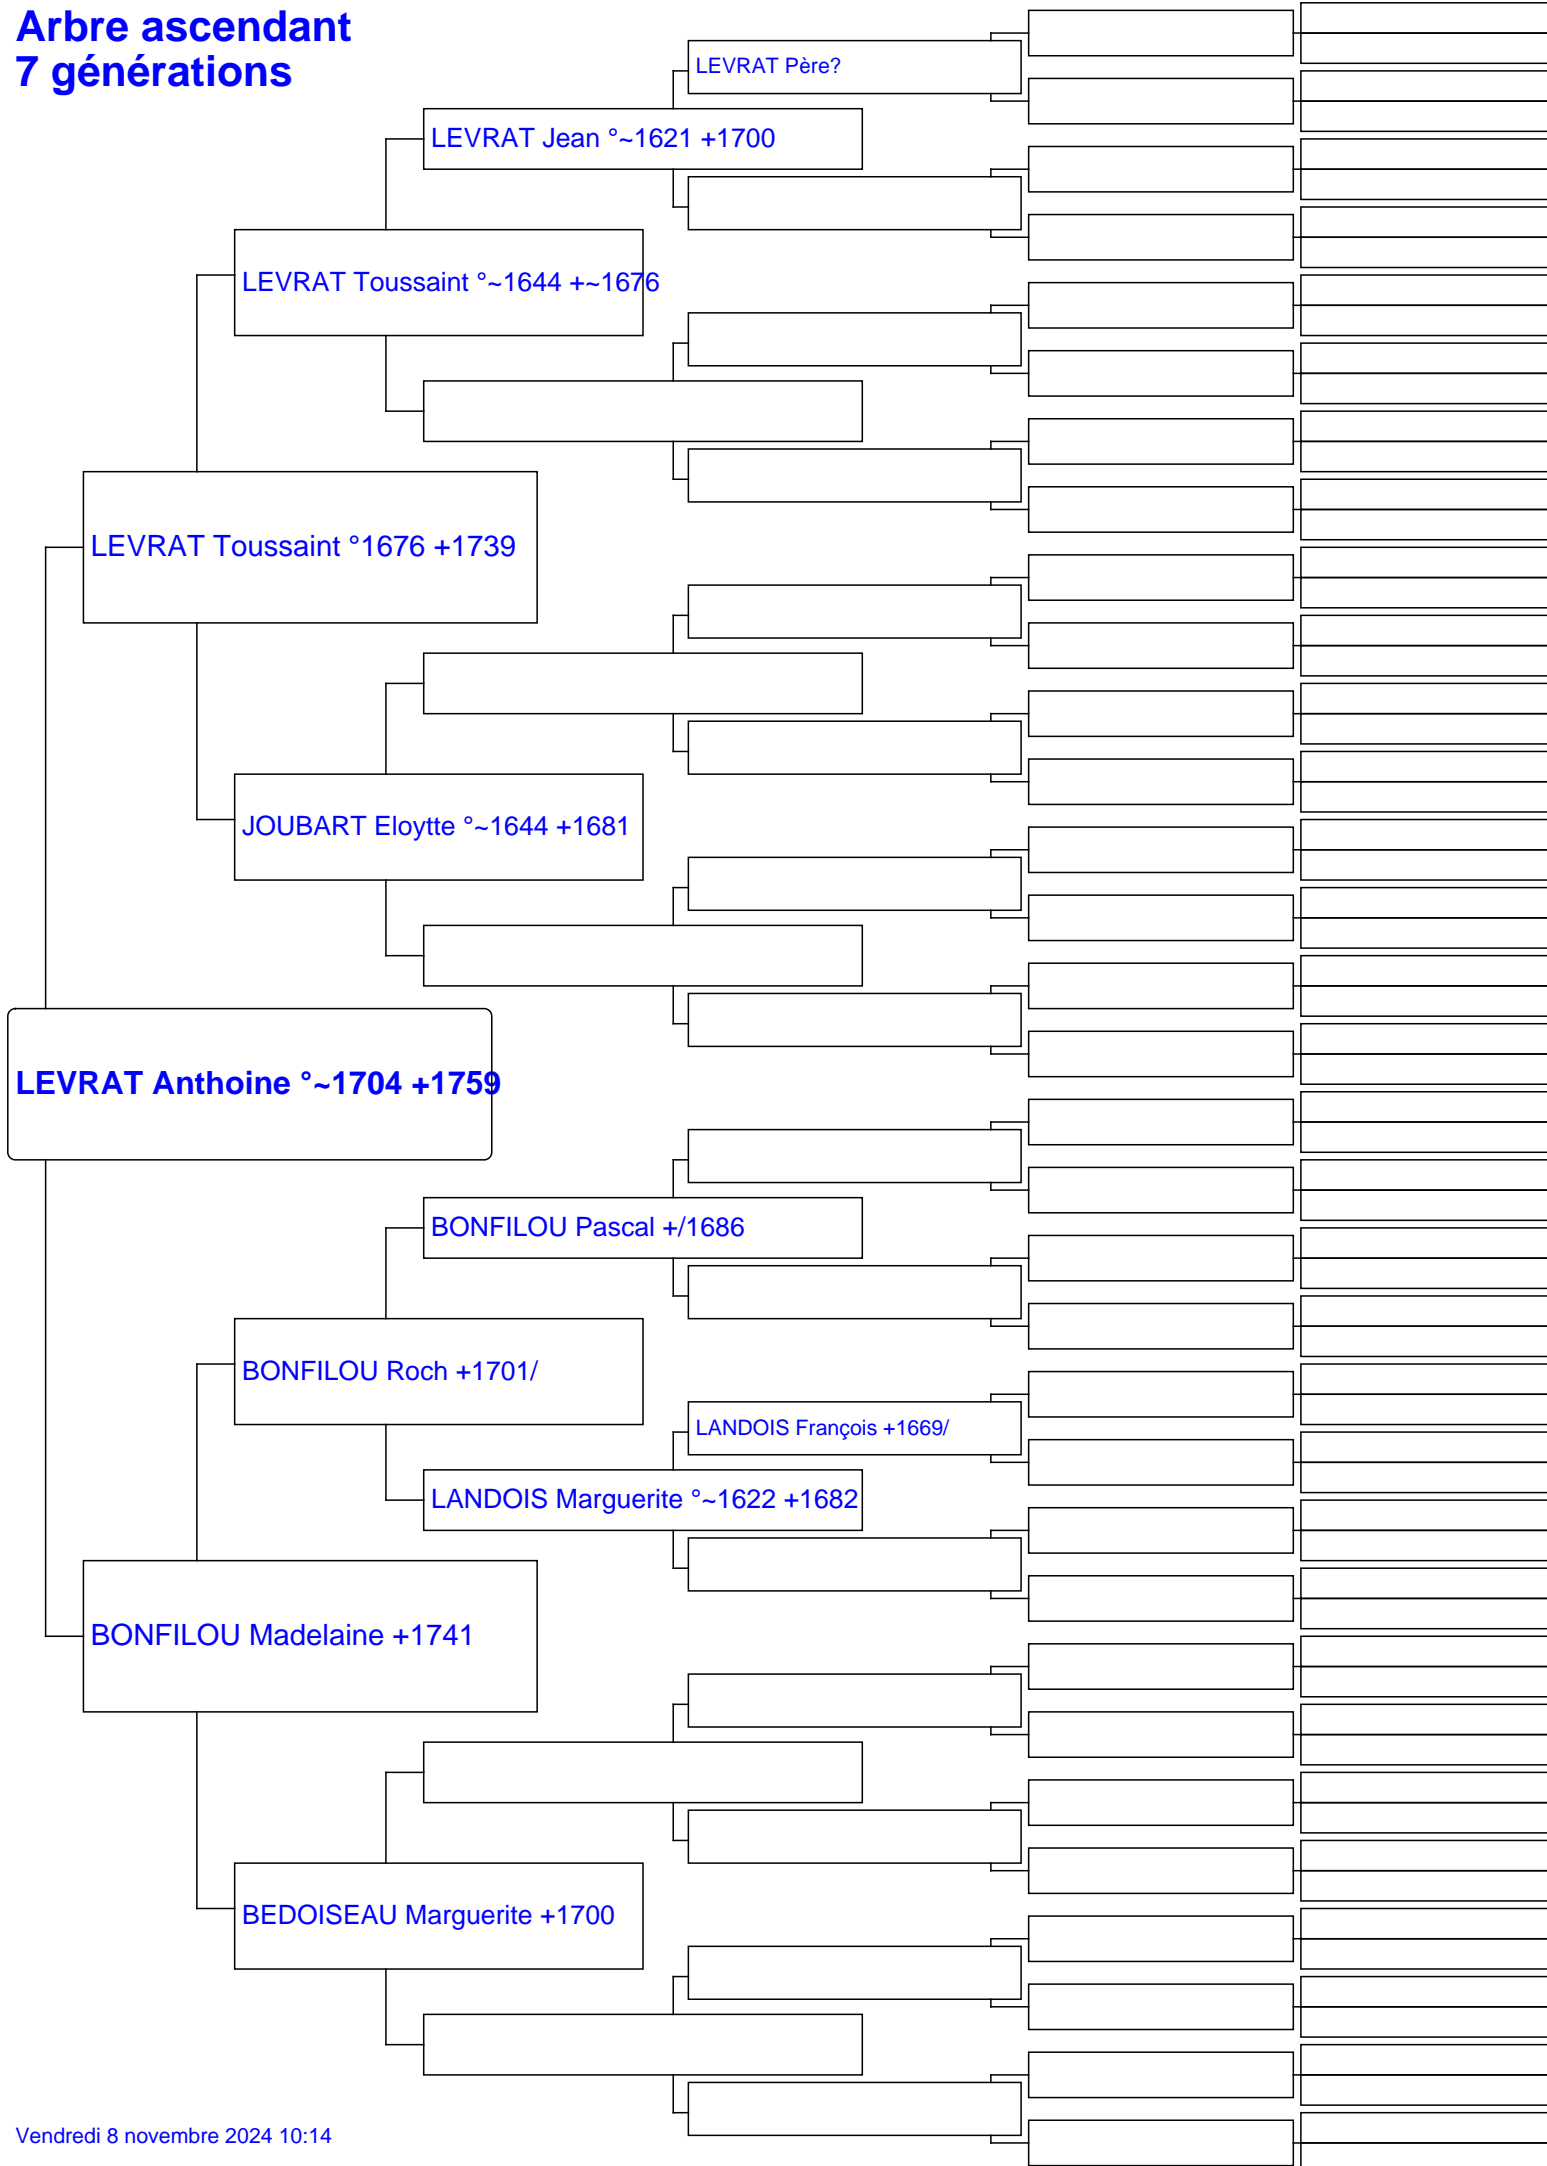 Arbre ascendant
7 générations
LEVRAT Père?
LEVRAT Jean °~1621 +1700
LEVRAT Toussaint °~1644 +~1676
LEVRAT Toussaint °1676 +1739
JOUBART Eloytte °~1644 +1681
LEVRAT Anthoine °~1704 +1759
BONFILOU Pascal +/1686
BONFILOU Roch +1701/
LANDOIS François +1669/
LANDOIS Marguerite °~1622 +1682
BONFILOU Madelaine +1741
BEDOISEAU Marguerite +1700
Vendredi 8 novembre 2024 10:14